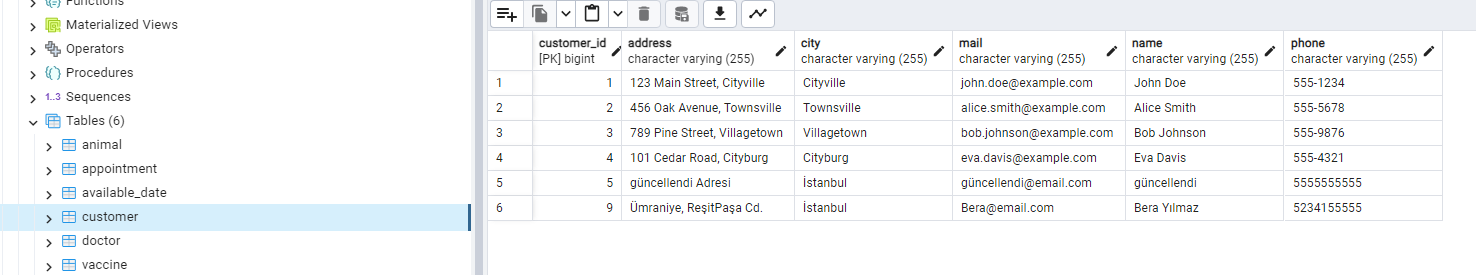 Functions
Materialized Views
Operators
Procedures
1..3 Sequences
Tables (6)
animal
appointment
available_date
customer
doctor
vaccine
customer_id address city mail name phone
[PK] bigint character varying (255) character varying (255) character varying (255) character varying (255) character varying (255)
1 1 123 Main Street, Cityville Cityville john.doe@example.com John Doe 555-1234
2 2 456 Oak Avenue, Townsville Townsville alice.smith@example.com Alice Smith 555-5678
3 3 789 Pine Street, Villagetown Villagetown bob.johnson@example.com Bob Johnson 555-9876
4 4 101 Cedar Road, Cityburg Cityburg eva.davis@example.com Eva Davis 555-4321
5 5 güncellendi Adresi İstanbul güncellendi@email.com güncellendi 5555555555
6 9 Ümraniye, ReşitPaşa Cd. İstanbul Bera@email.com Bera Yılmaz 5234155555